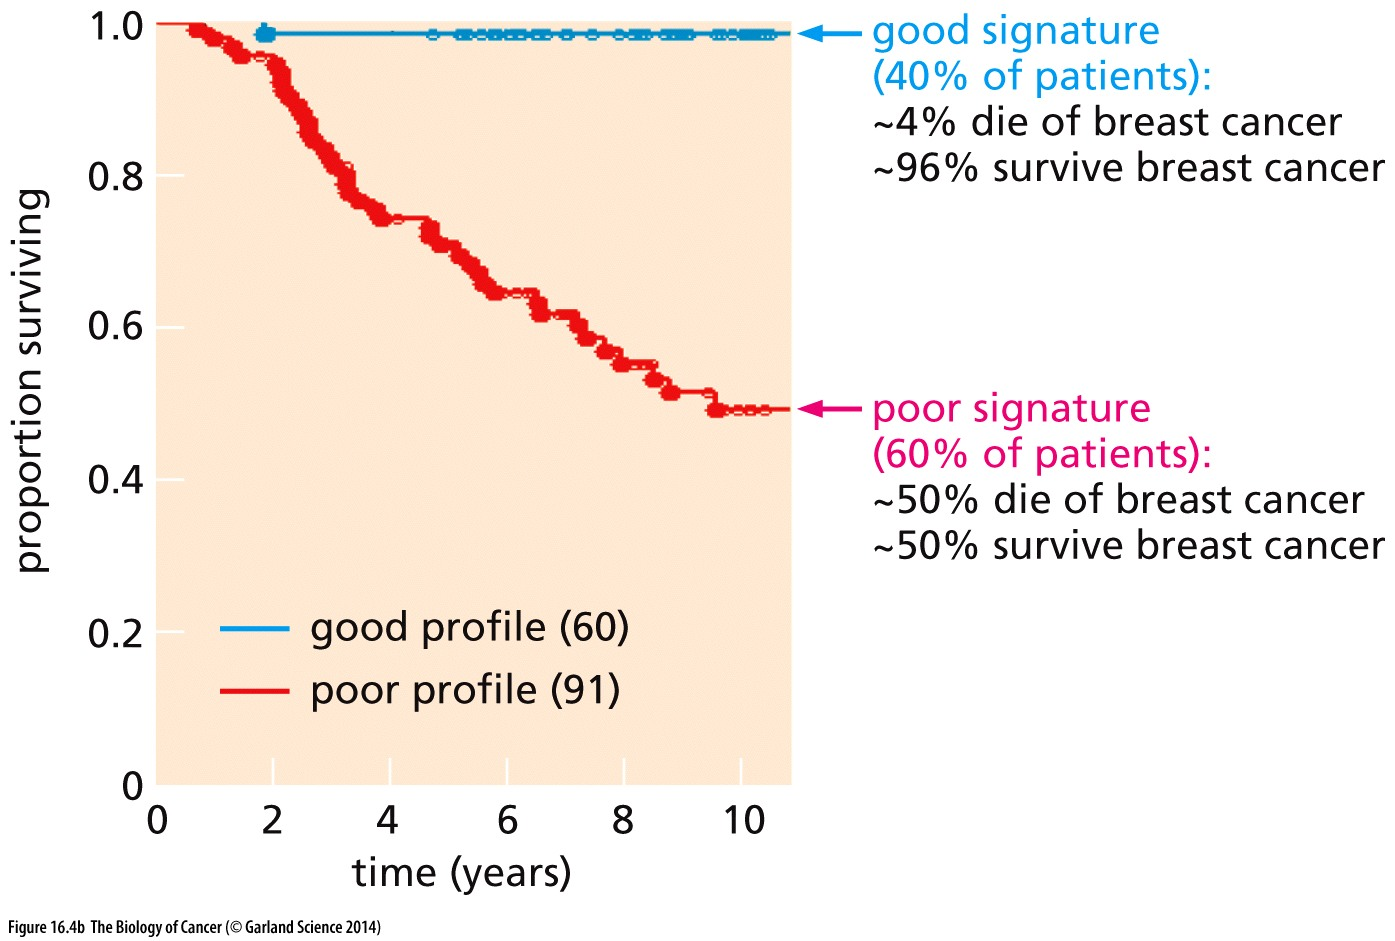 1.0
0.8
0.6
0.4
0.2
0
proportion surviving
0 2 4 6 8 10
time (years)
good profile (60)
poor profile (91)
good signature
(40% of patients):
~4% die of breast cancer
~96% survive breast cancer
poor signature
(60% of patients):
~50% die of breast cancer
~50% survive breast cancer
Figure 16.4b The Biology of Cancer (© Garland Science 2014)